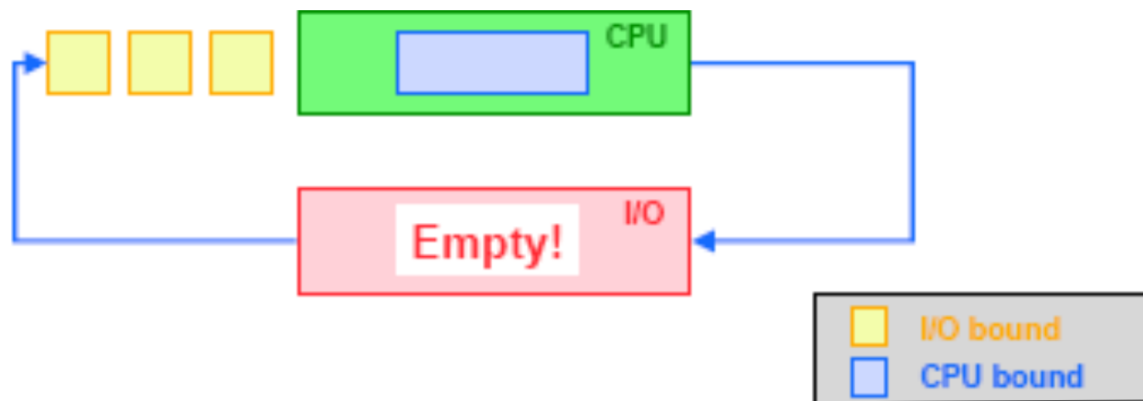 CPU
I/O
Empty!
I/O bound
CPU bound